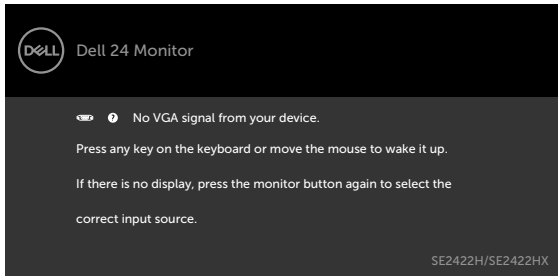 DELL Dell 24 Monitor
? No VGA signal from your device.
Press any key on the keyboard or move the mouse to wake it up.
If there is no display, press the monitor button again to select the
correct input source.
SE2422H/SE2422HX